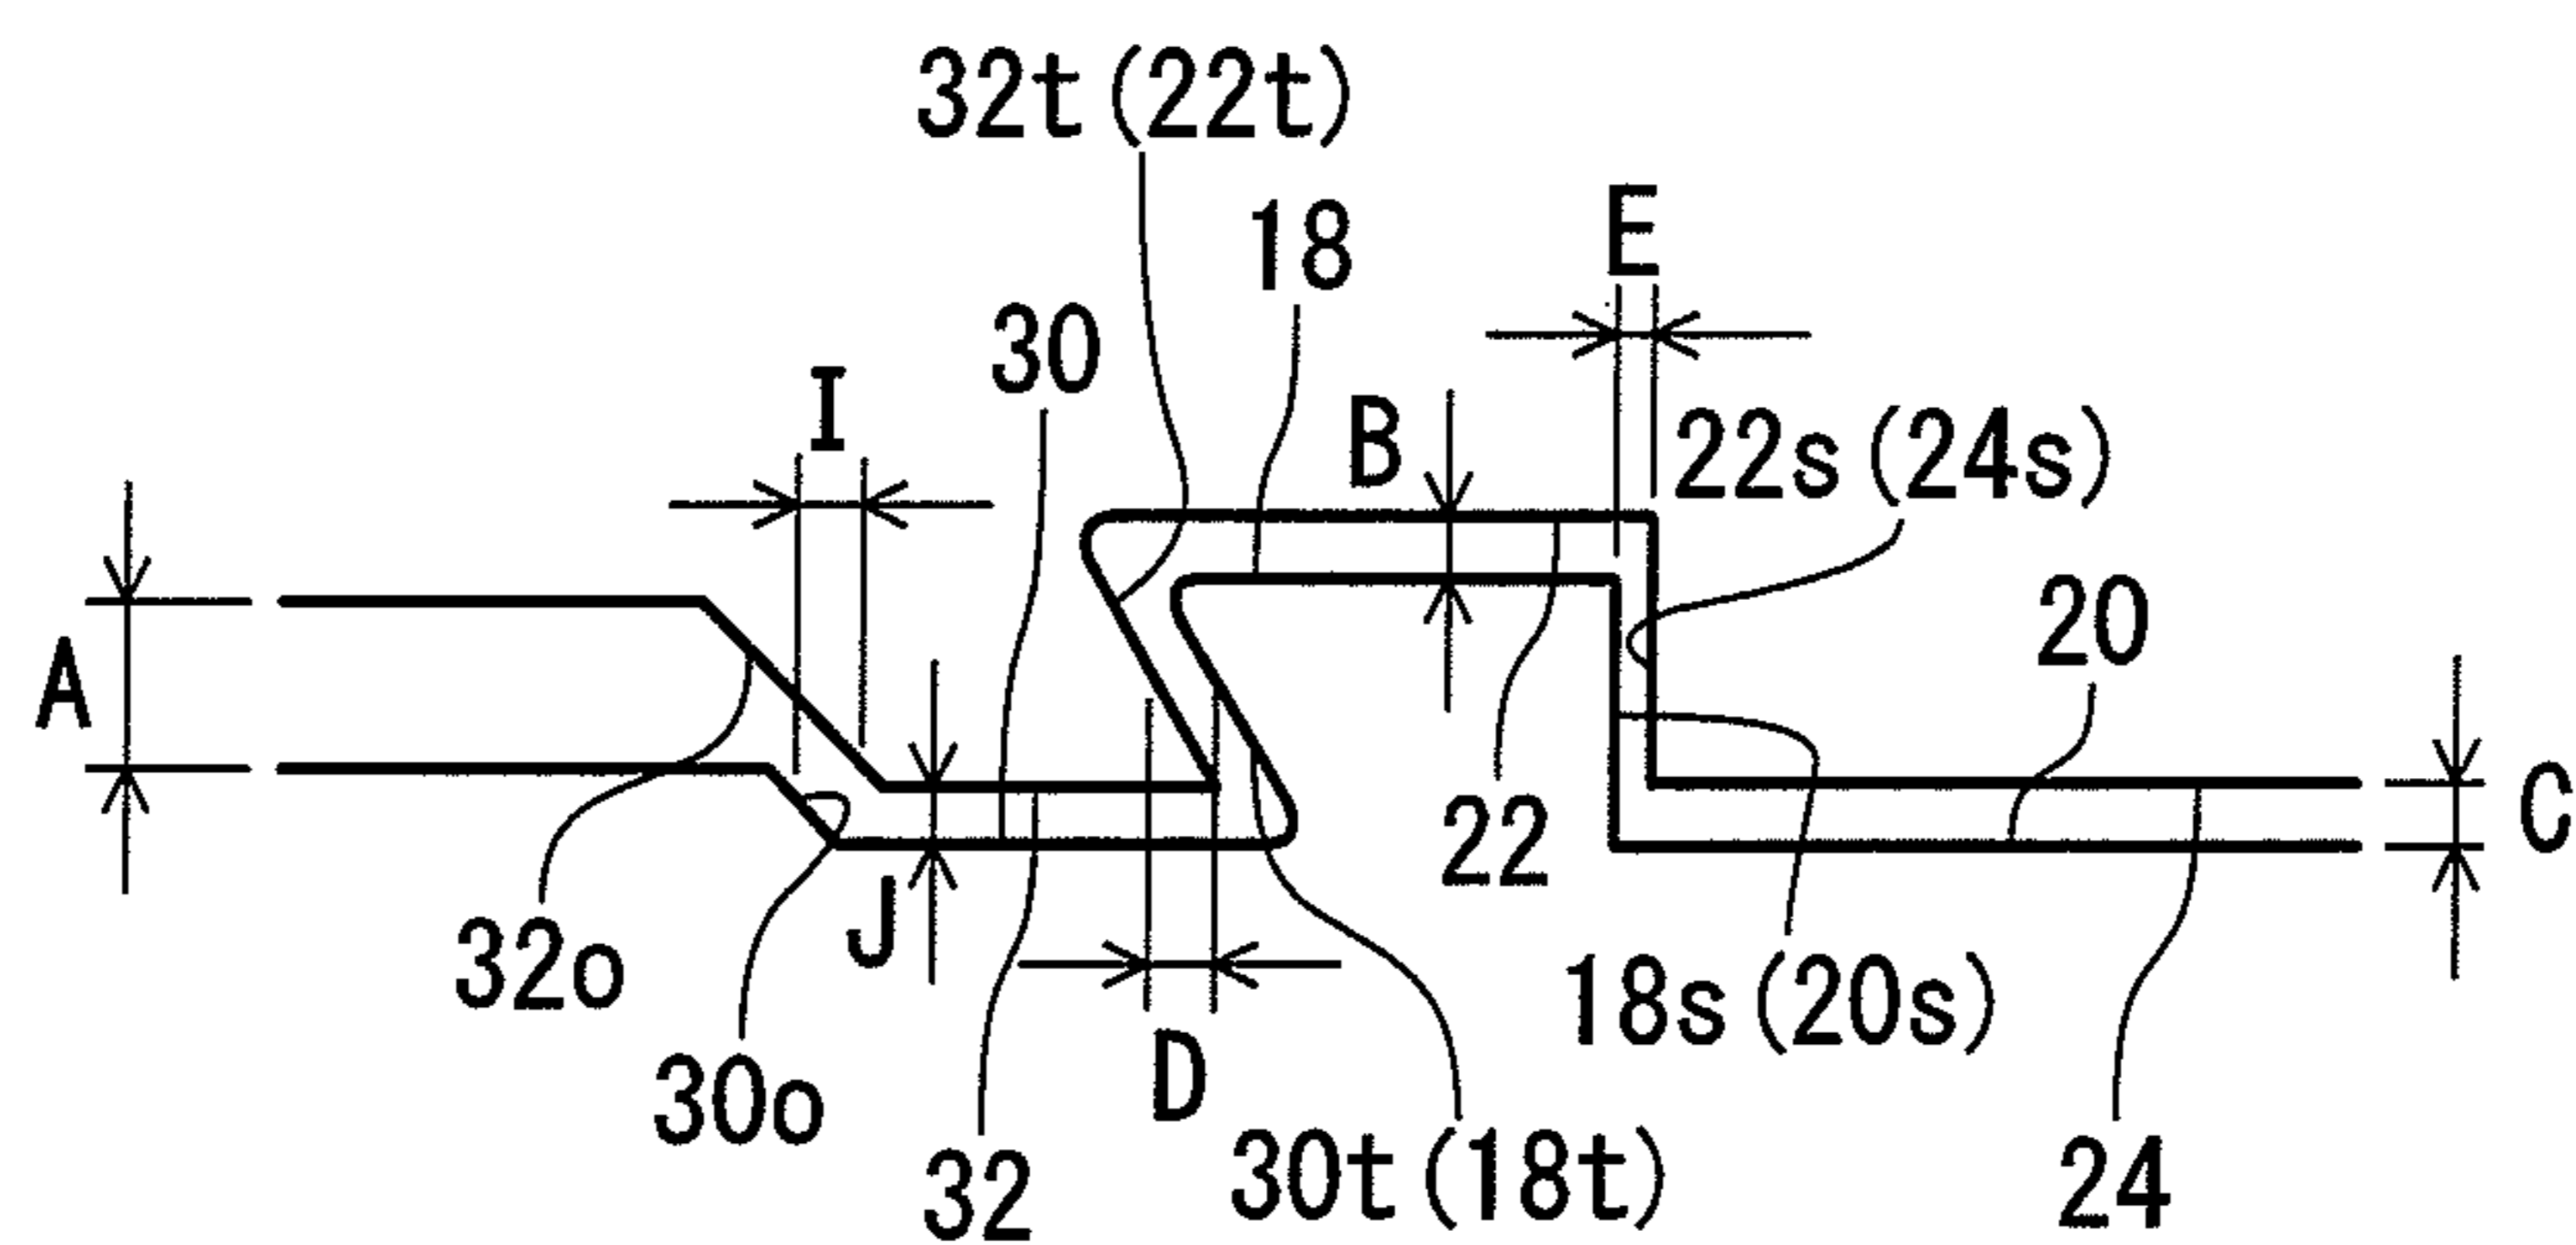 32t(22t)
18
E
30
I
B
22s(24s)
20
A
C
22
J
32o
18s(20s)
30o
D
32
30t(18t)
24